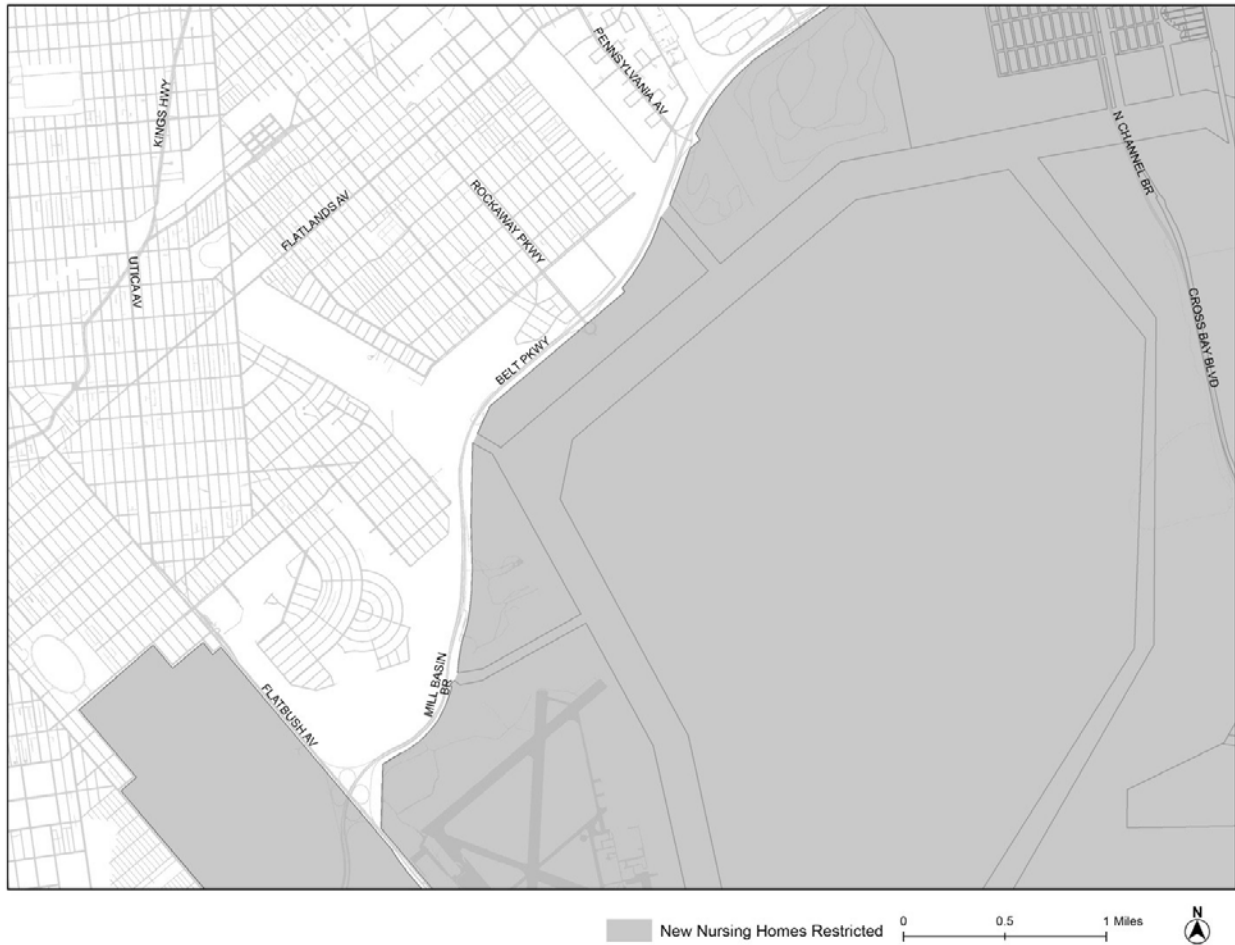 PENNSYLVANIA AV
KINGS HWY
N CHANNEL BR
ROCKAWAY PKWY
FLATLANDS AV
UTICA AV
CROSS BAY BLVD
BELT PKWY
MILL BASIN
BR
FLATBUSH AV
New Nursing Homes Restricted
0 0.5 1 Miles
N